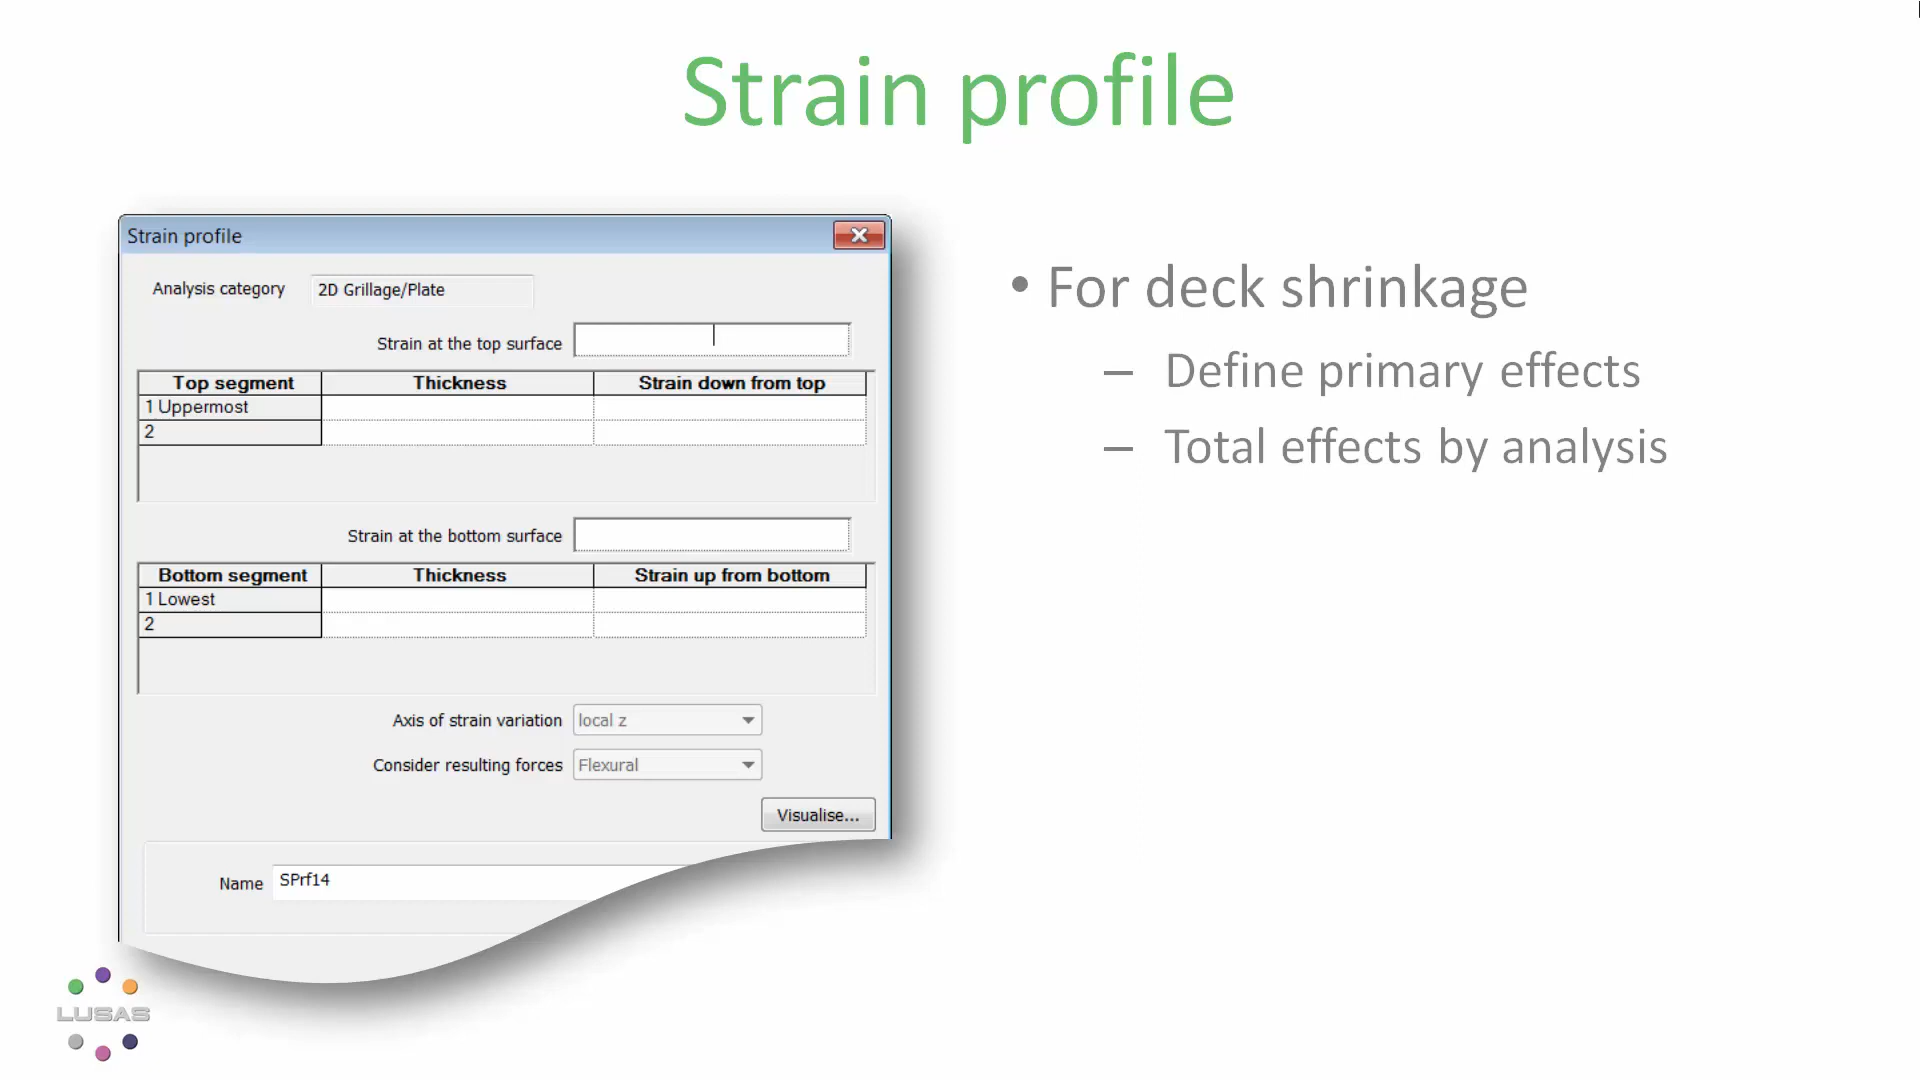 Strain profile
Strain profile
Analysis category 2D Grillage/Plate
Strain at the top surface
Top segment Thickness Strain down from top
1 Uppermost
2
Strain at the bottom surface
Bottom segment Thickness Strain up from bottom
1 Lowest
2
Axis of strain variation local z
Consider resulting forces Flexural
Visualise...
Name SPrf14
• For deck shrinkage
– Define primary effects
– Total effects by analysis
LUSAS